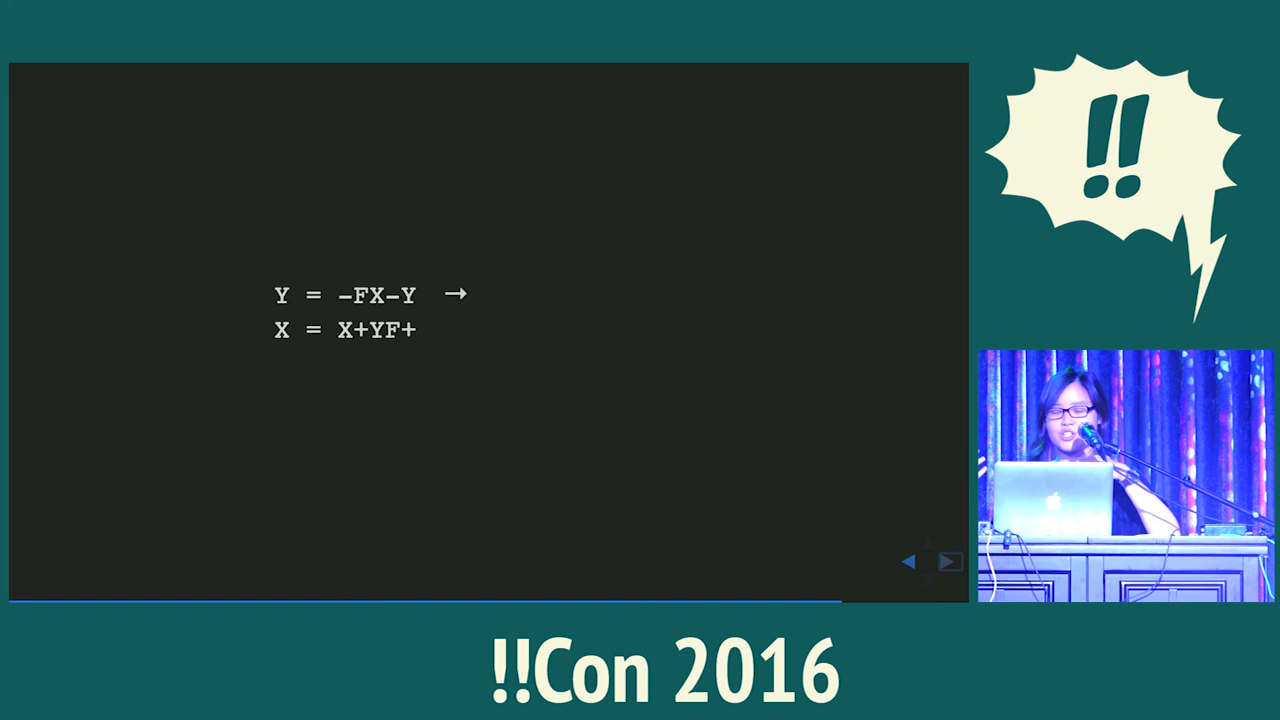 !!
Y = -FX-Y →
X = X+YF+
!!Con 2016